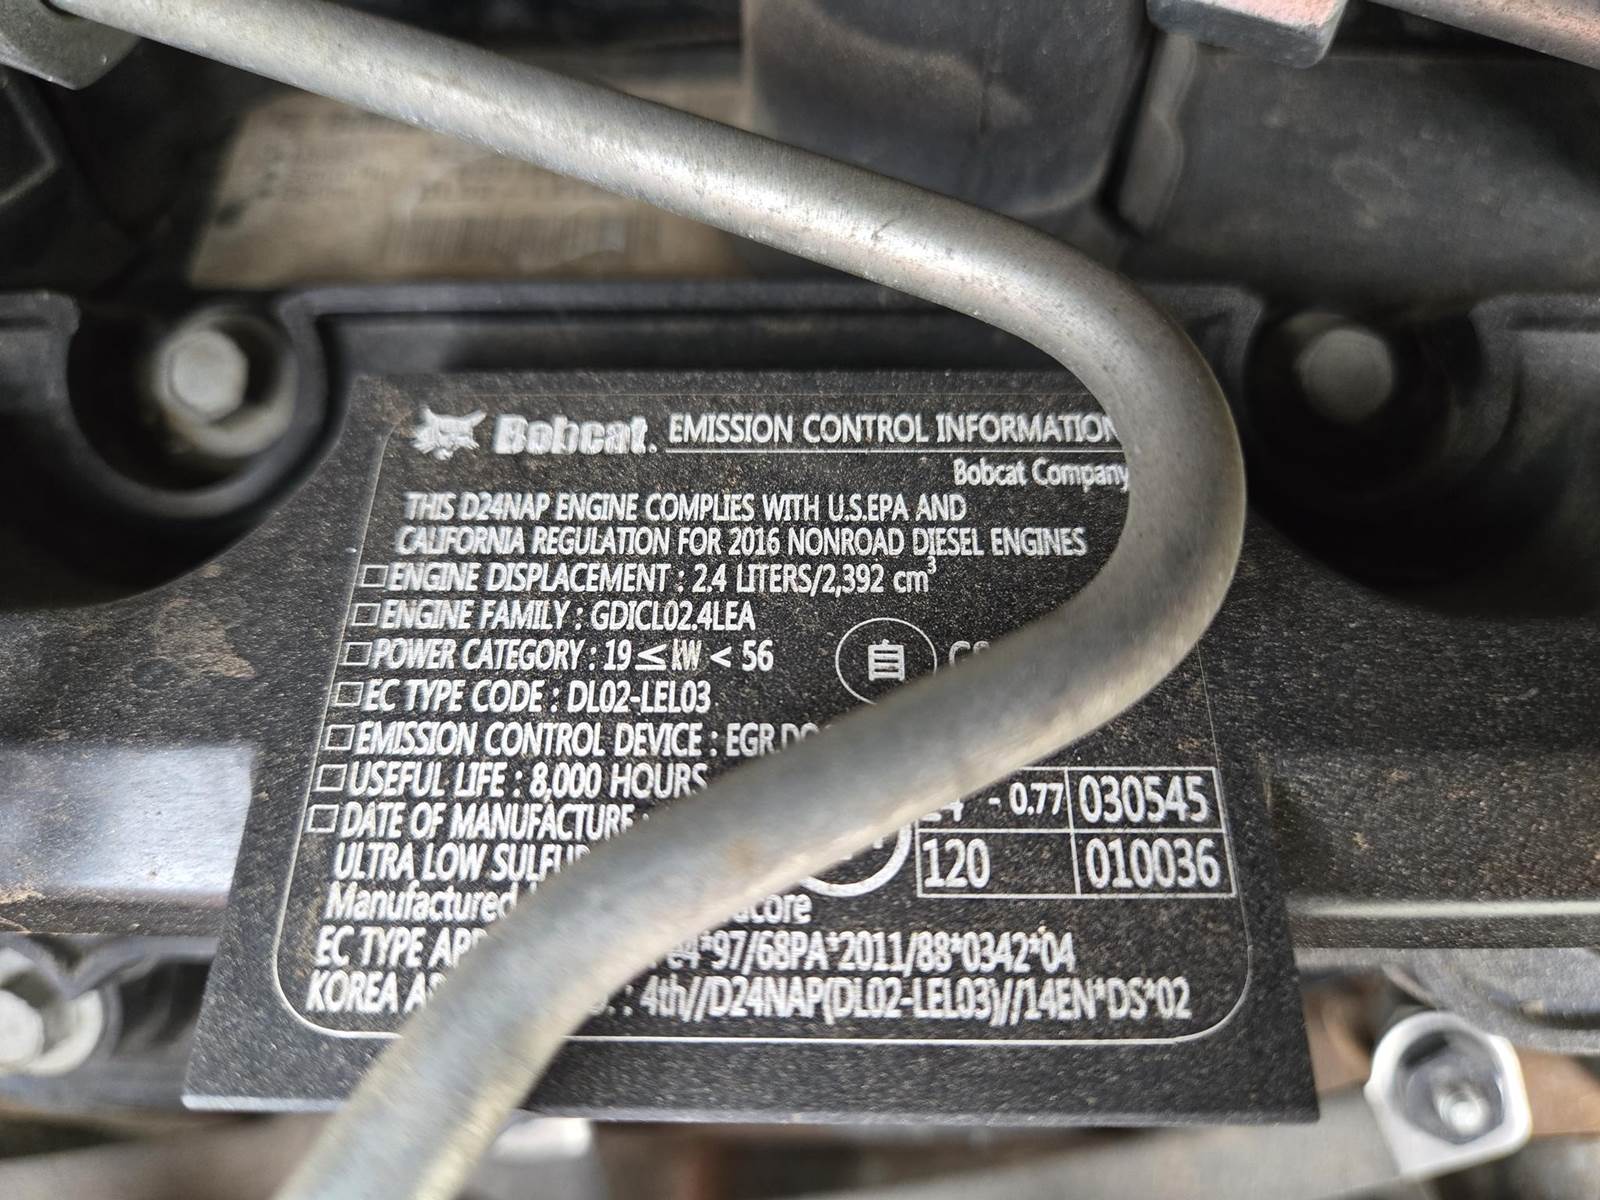 Bobcat. EMISSION CONTROL INFORMATION
Bobcat Company
THIS D24NAP ENGINE COMPLIES WITH U.S.EPA AND
CALIFORNIA REGULATION FOR 2016 NONROAD DIESEL ENGINES
□ENGINE DISPLACEMENT : 2.4 LITERS/2,392 cm³
□ENGINE FAMILY : GDICL02.4LEA
□POWER CATEGORY : 19 ≤ kW < 56
自
□EC TYPE CODE : DL02-LEL03
□EMISSION CONTROL DEVICE : EGR
□USEFUL LIFE : 8,000 HOURS
- 0.77 030545
□DATE OF MANUFACTURE :
120 010036
ULTRA LOW
Manufactured
EC TYPE e4*97/68PA*2011/88*0342*04
KOREA : 4th//D24NAP(DL02-LEL03)//14EN*DS*02